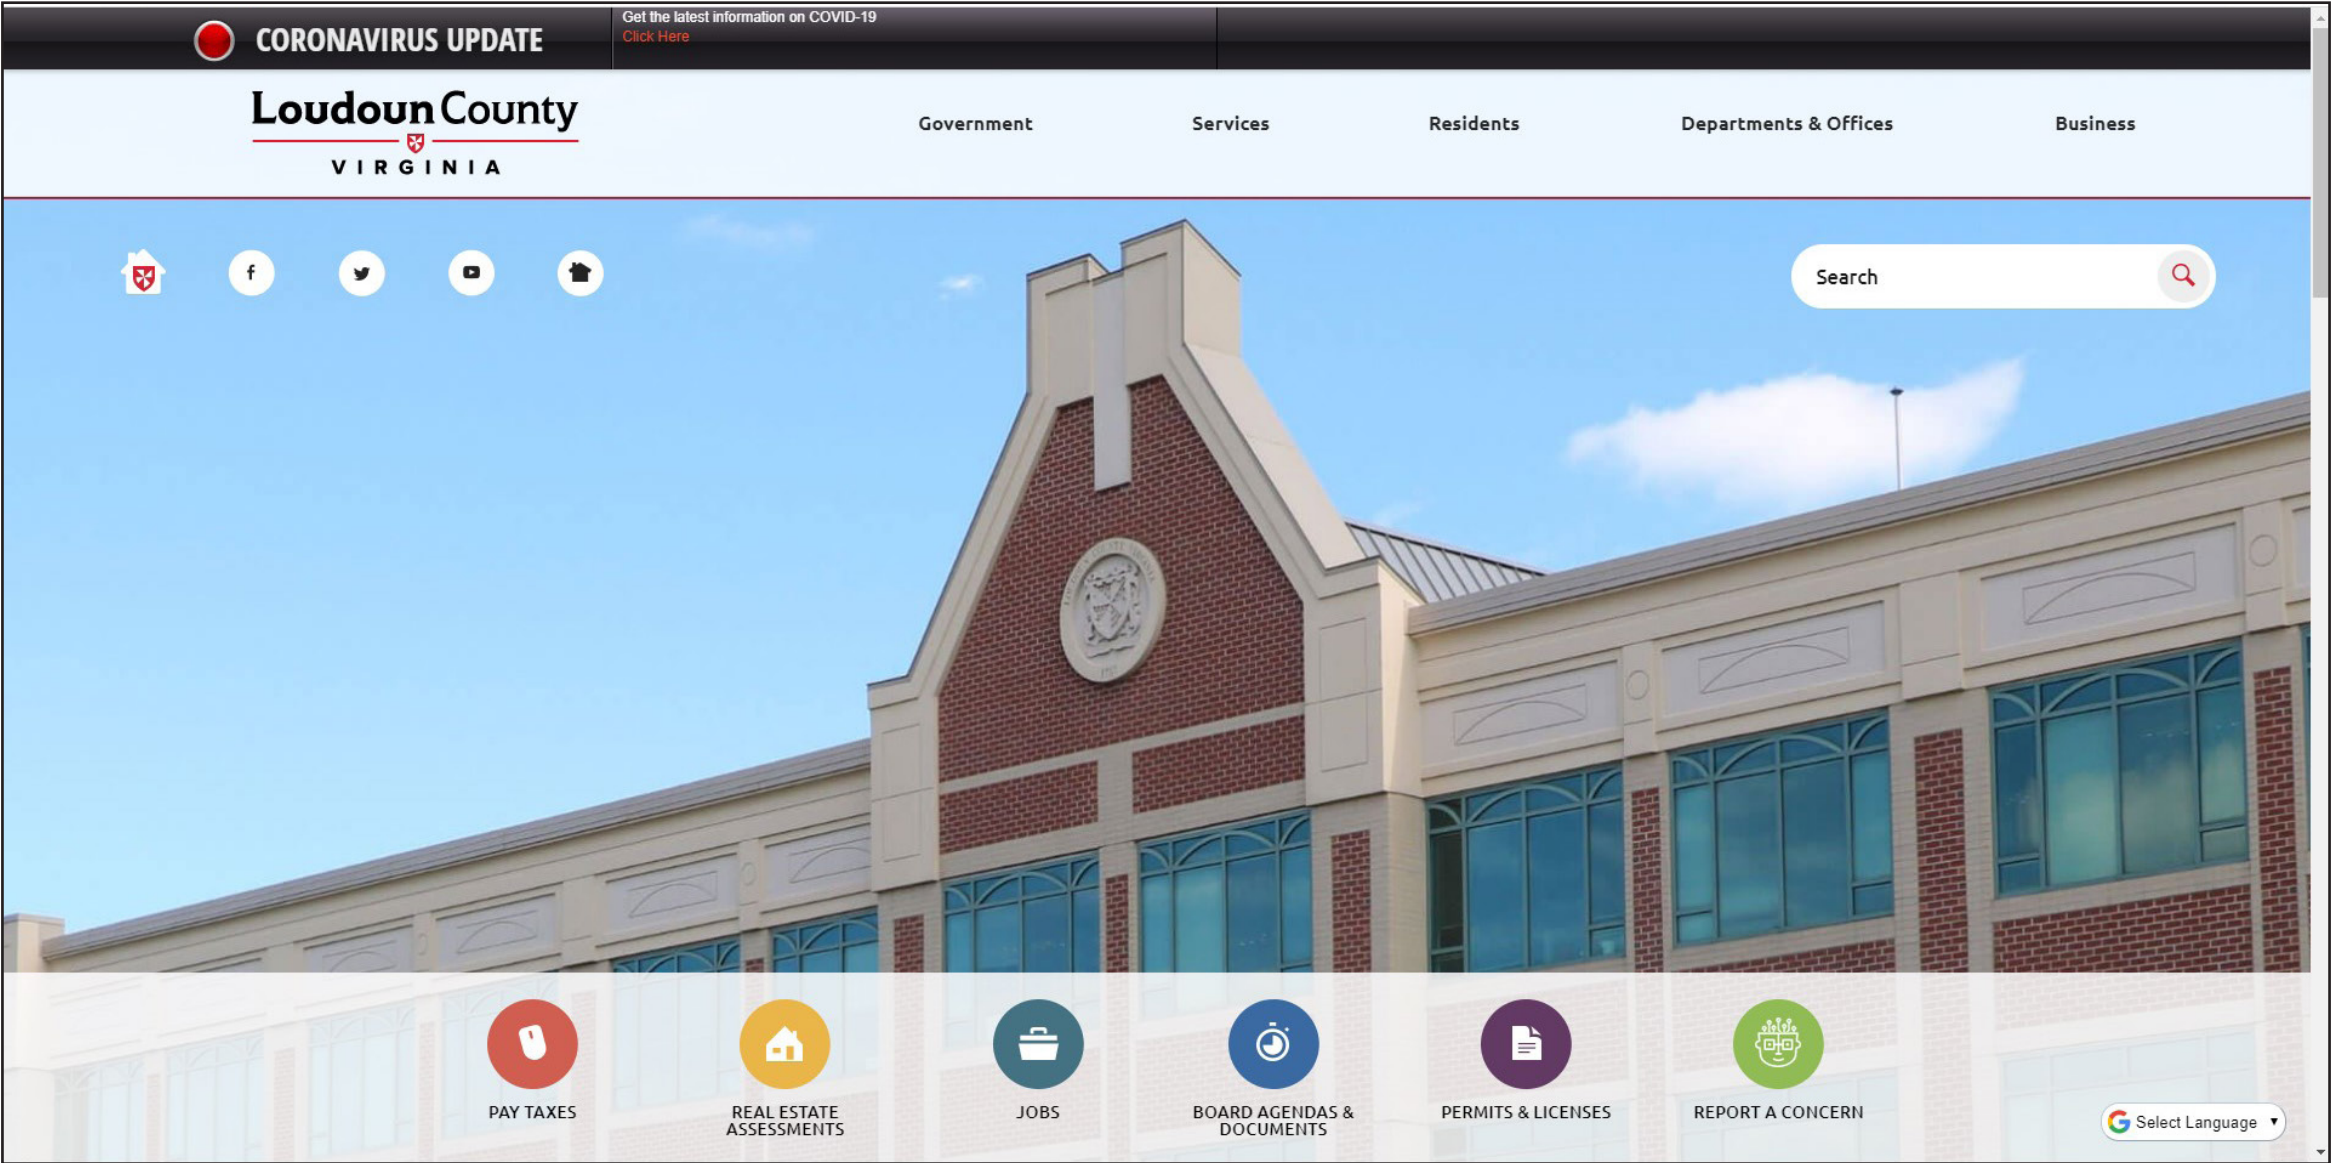 CORONAVIRUS UPDATE
Get the latest information on COVID-19
Click Here
Loudoun County
VIRGINIA
Government
Services
Residents
Departments & Offices
Business
Search
PAY TAXES
REAL ESTATE
ASSESSMENTS
JOBS
BOARD AGENDAS &
DOCUMENTS
PERMITS & LICENSES
REPORT A CONCERN
Select Language